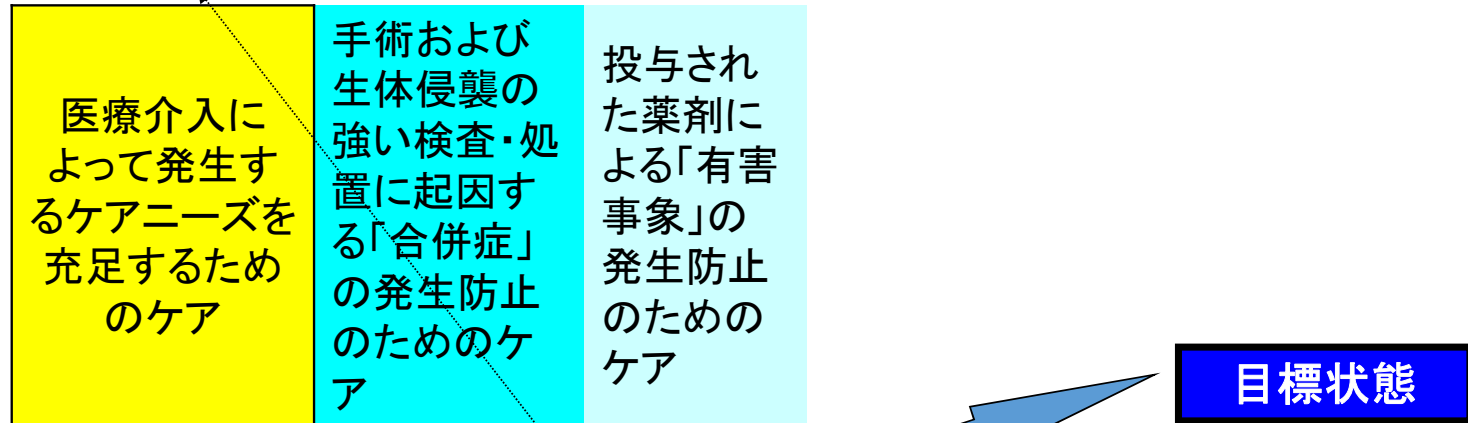 医療介入に
よって発生す
るケアニーズを
充足するため
のケア
手術および
生体侵襲の
強い検査・処
置に起因す
る「合併症」
の発生防止
のためのケ
ア
投与され
た薬剤に
よる「有害
事象」の
発生防止
のための
ケア
目標状態